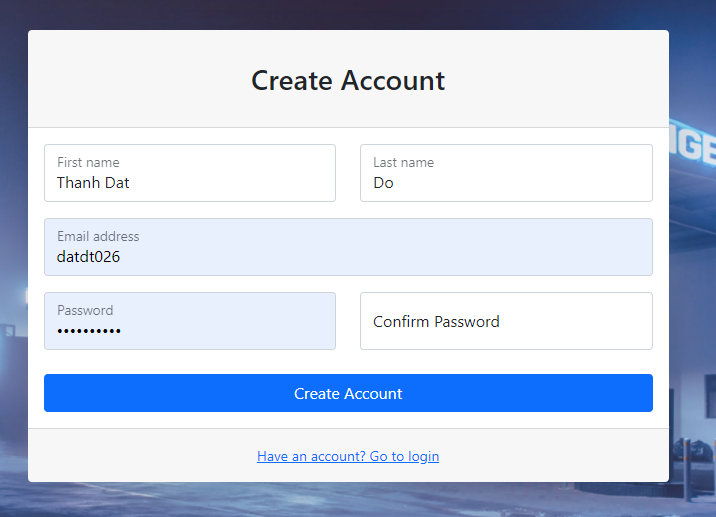 Create Account
First name
Thanh Dat
Last name
Do
Email address
datdt026
Password
••••••••••
Confirm Password
Create Account
Have an account? Go to login